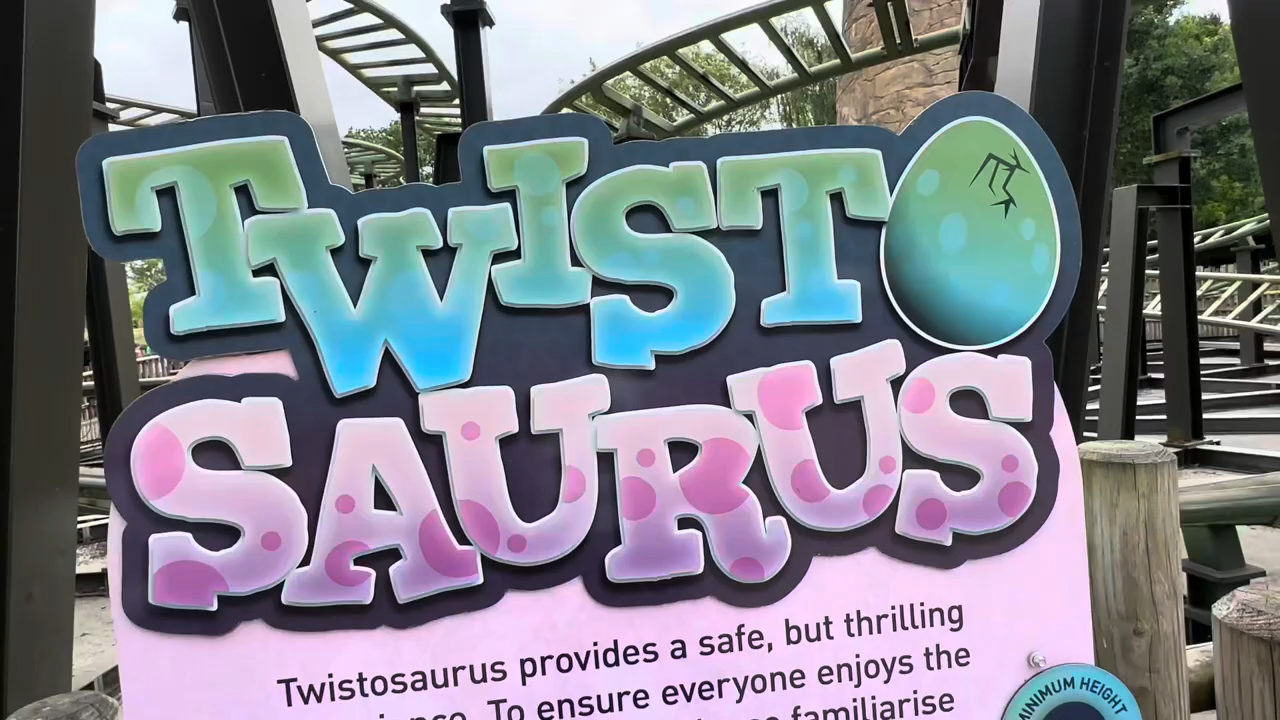 TWISTO
SAURUS
Twistosaurus provides a safe, but thrilling
To ensure everyone enjoys the
familiarise
MINIMUM HEIGHT